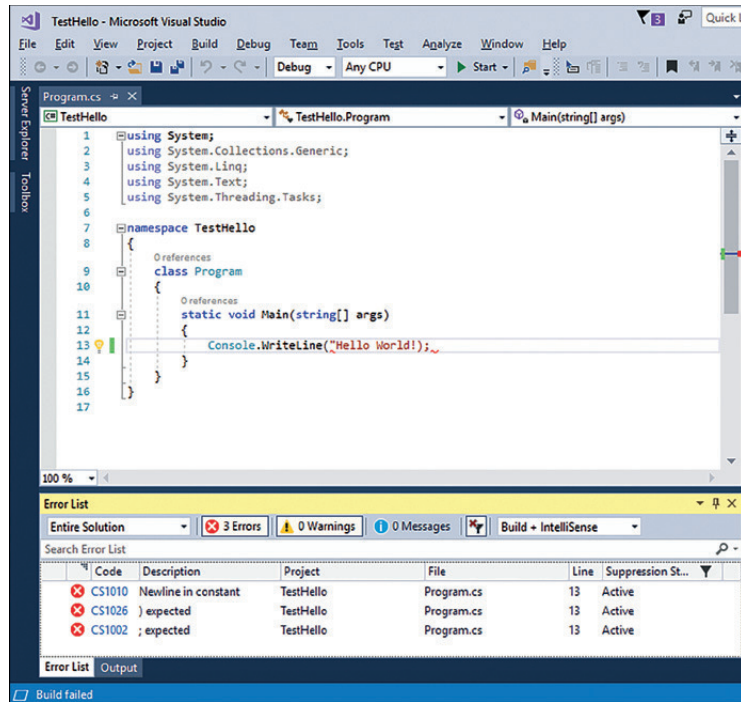 TestHello - Microsoft Visual Studio
3
Quick L
File Edit View Project Build Debug Team Tools Test Analyze Window Help
Debug Any CPU Start
Server Explorer
Toolbox
Program.cs
C# TestHello TestHello.Program Main(string[] args)
1 using System;
2 using System.Collections.Generic;
3 using System.Linq;
4 using System.Text;
5 using System.Threading.Tasks;
6
7 namespace TestHello
8 {
0 references
9 class Program
10 {
0 references
11 static void Main(string[] args)
12 {
13 Console.WriteLine("Hello World!);
14 }
15 }
16 }
17
100 %
Error List
Entire Solution 3 Errors 0 Warnings 0 Messages Build + IntelliSense
Search Error List
Code Description Project File Line Suppression St...
CS1010 Newline in constant TestHello Program.cs 13 Active
CS1026 ) expected TestHello Program.cs 13 Active
CS1002 ; expected TestHello Program.cs 13 Active
Error List Output
Build failed